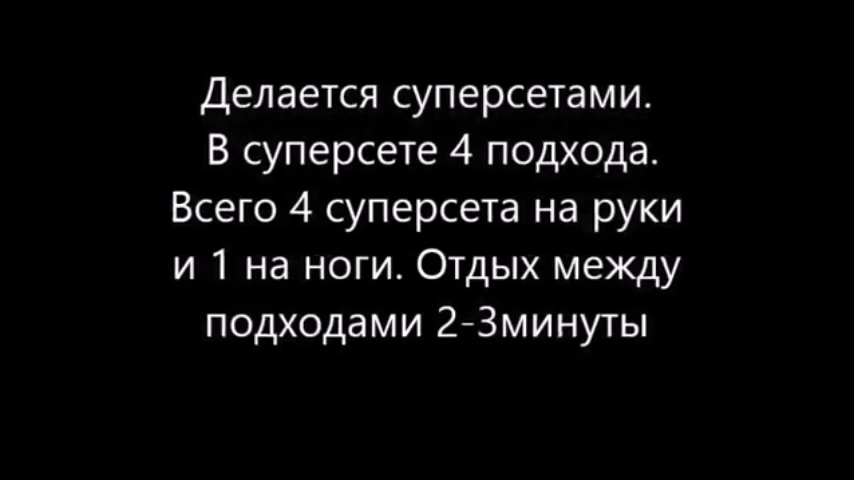 Делается суперсетами.
В суперсете 4 подхода.
Всего 4 суперсета на руки
и 1 на ноги. Отдых между
подходами 2-3минуты